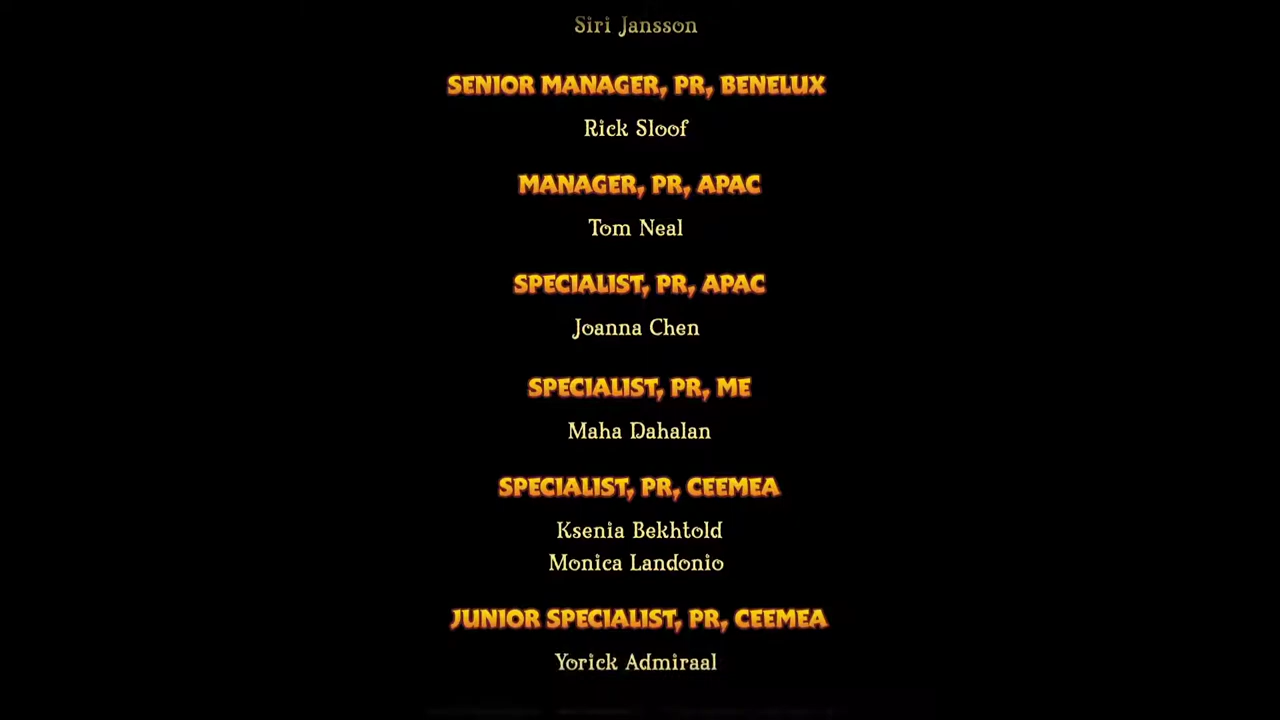 Siri Jansson
SENIOR MANAGER, PR, BENELUX
Rick Sloof
MANAGER, PR, APAC
Tom Neal
SPECIALIST, PR, APAC
Joanna Chen
SPECIALIST, PR, ME
Maha Dahalan
SPECIALIST, PR, CEEMEA
Ksenia Bekhtold
Monica Landonio
JUNIOR SPECIALIST, PR, CEEMEA
Yorick Admiraal